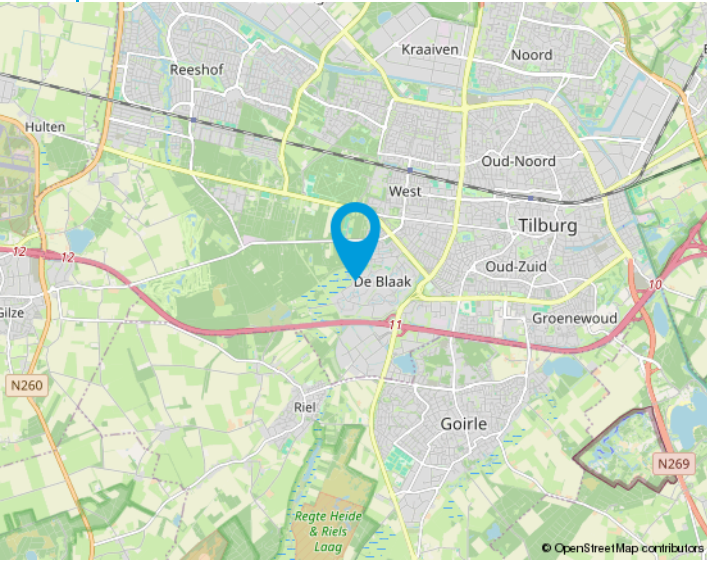 Kraaiven
Noord
Reeshof
Hulten
Oud-Noord
West
Tilburg
12
12
Oud-Zuid
De Blaak
10
Gilze
11
Groenewoud
N260
Riel
Goirle
N269
Regte Heide
& Riels
Laag
© OpenStreetMap contributors